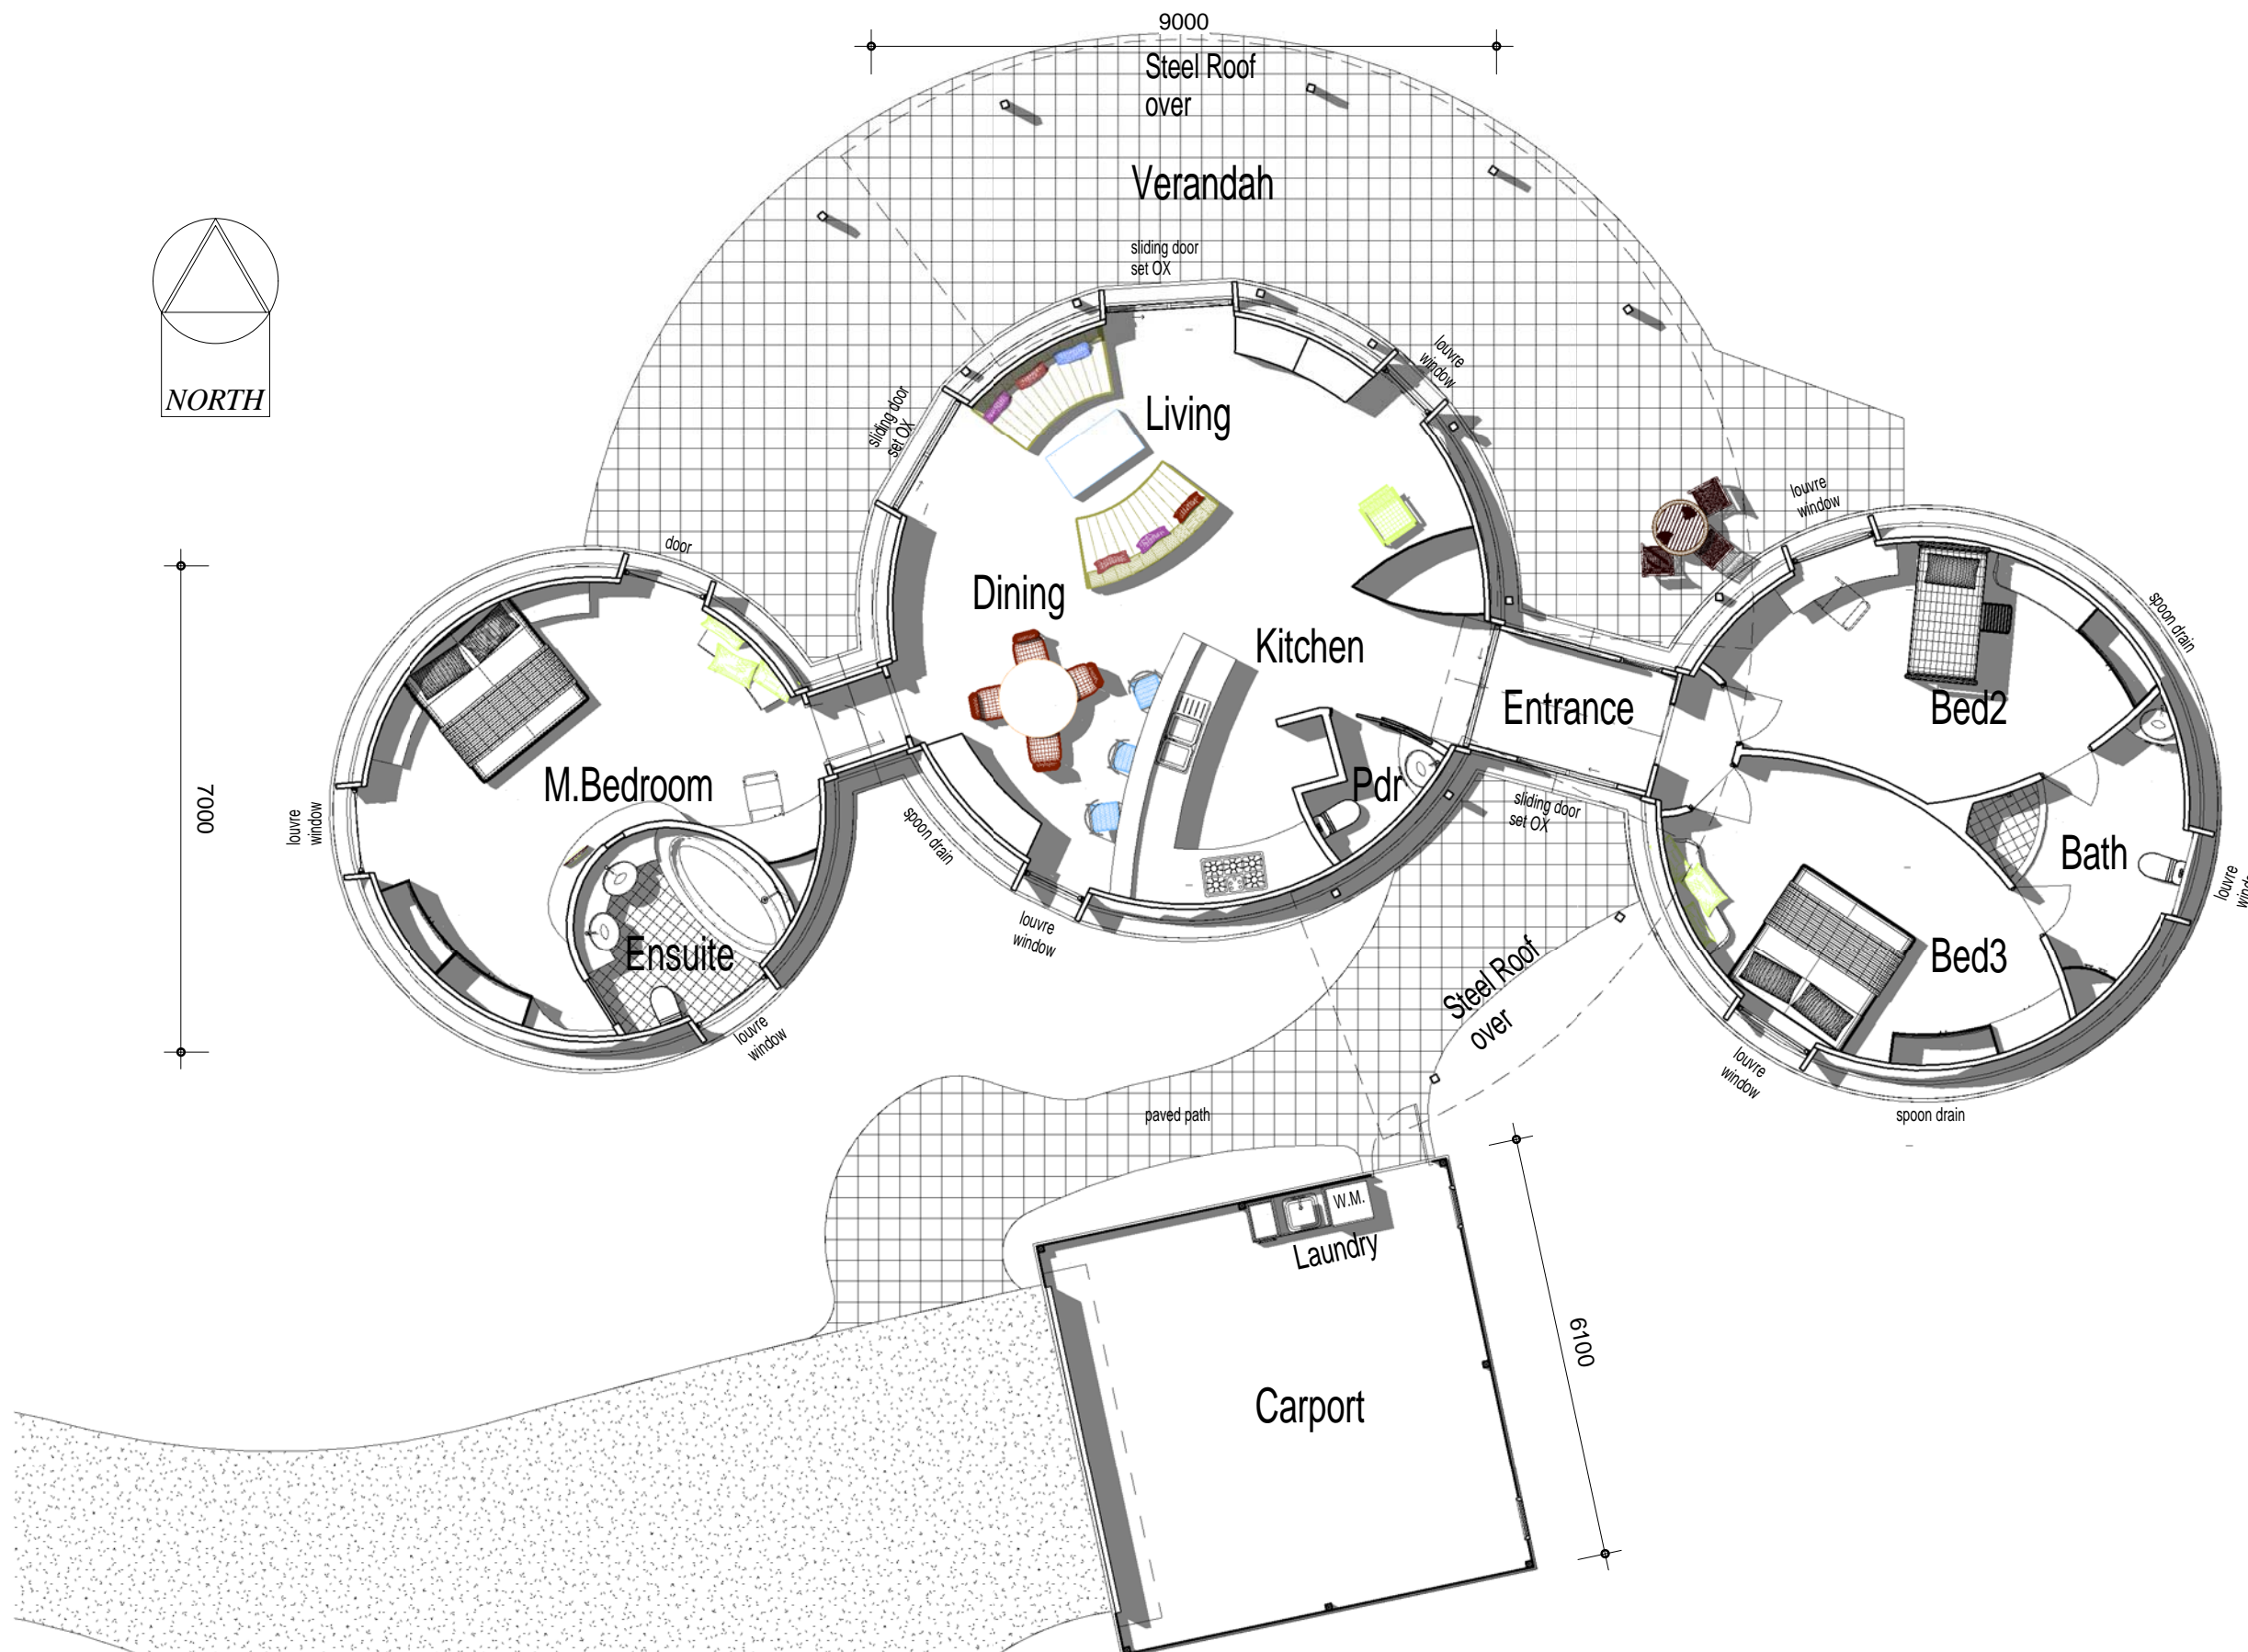 9000
Steel Roof
over
Verandah
sliding door
set OX
NORTH
louvre
window
Living
sliding door
set OX
louvre
window
door
Dining
Kitchen
Entrance
Bed2
spoon drain
7000
M.Bedroom
Pdr
sliding door
set OX
louvre
window
spoon drain
Bath
louvre
Ensuite
louvre
window
Steel Roof
over
Bed3
louvre
window
louvre
window
paved path
spoon drain
W.M.
Laundry
6100
Carport